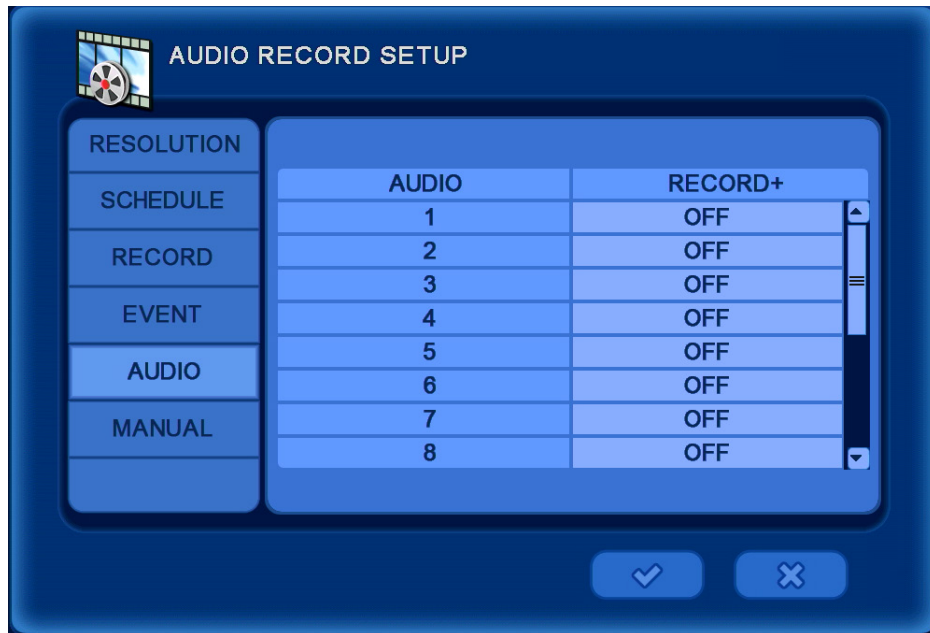 AUDIO RECORD SETUP
RESOLUTION
SCHEDULE
RECORD
EVENT
AUDIO
MANUAL
AUDIO RECORD+
1 OFF
2 OFF
3 OFF
4 OFF
5 OFF
6 OFF
7 OFF
8 OFF